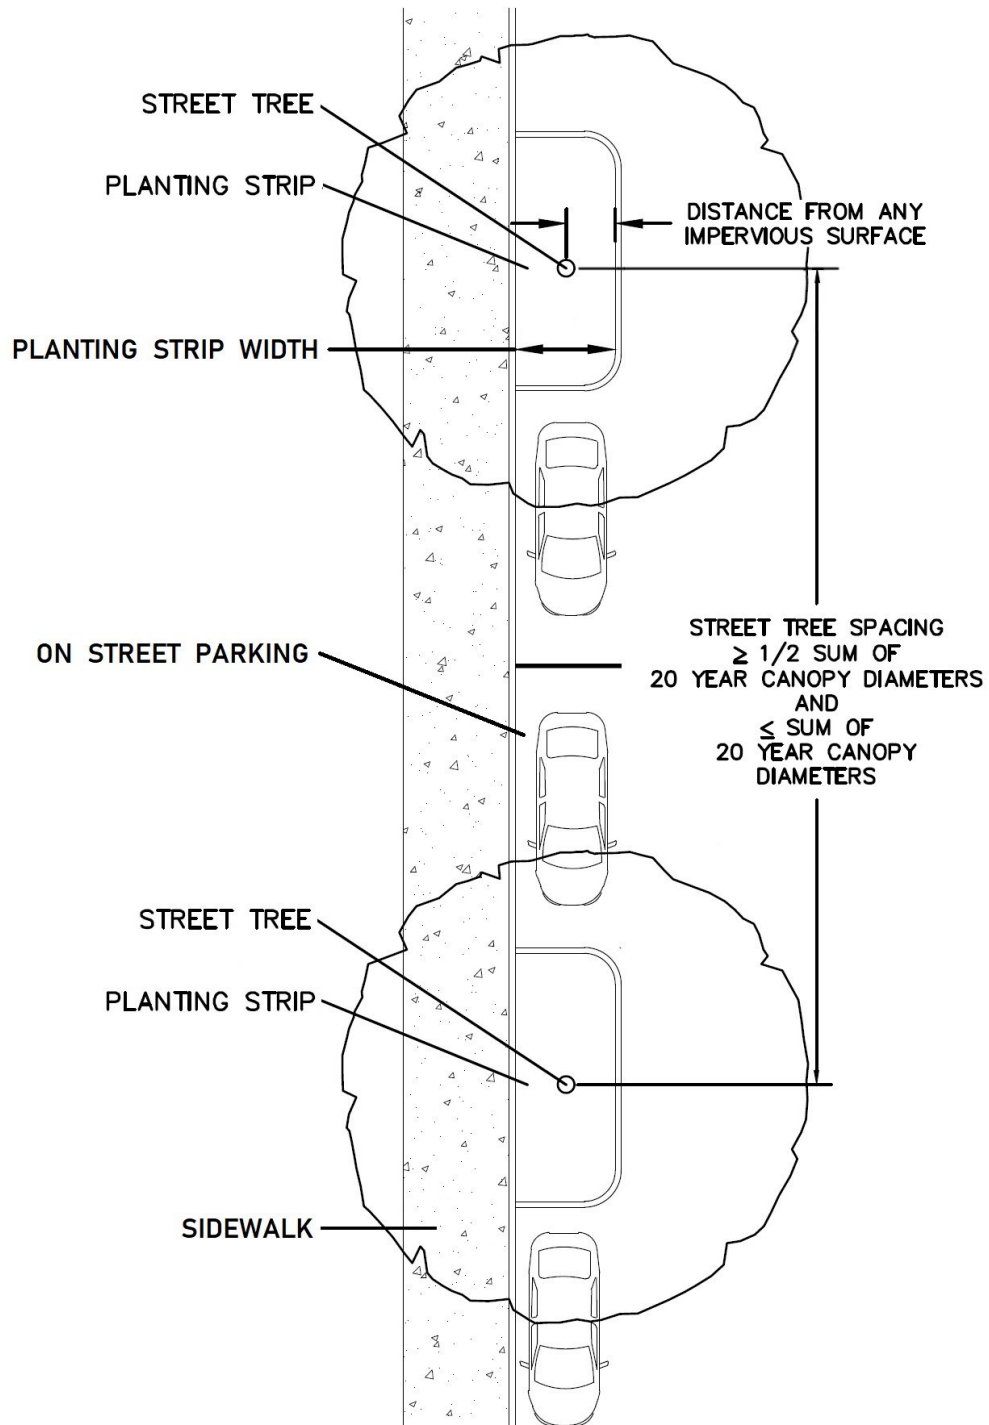 STREET TREE
PLANTING STRIP
DISTANCE FROM ANY
IMPERVIOUS SURFACE
PLANTING STRIP WIDTH
STREET TREE SPACING
≥ 1/2 SUM OF
20 YEAR CANOPY DIAMETERS
AND
≤ SUM OF
20 YEAR CANOPY
DIAMETERS
ON STREET PARKING
STREET TREE
PLANTING STRIP
SIDEWALK